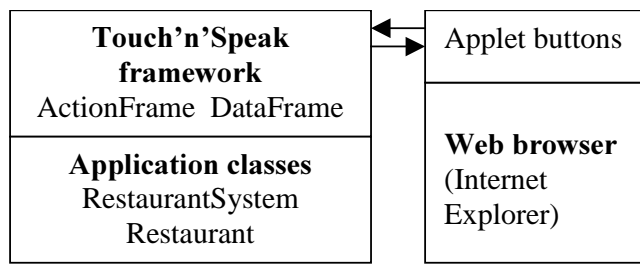 Touch’n’Speak
framework
ActionFrame  DataFrame
Application classes
RestaurantSystem
Restaurant
Applet buttons
Web browser
(Internet
Explorer)